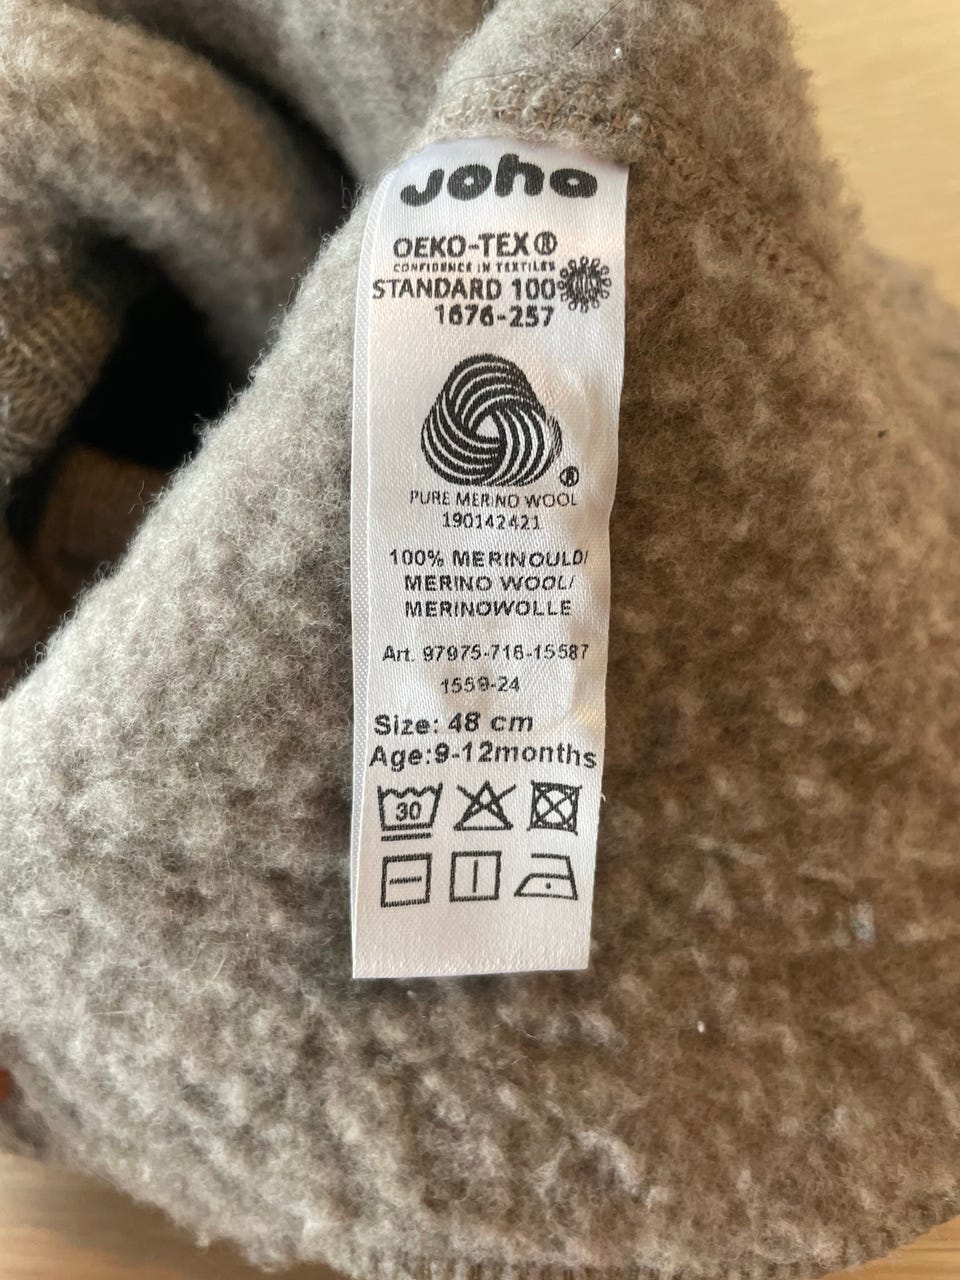 Joha
OEKO-TEX®
CONFIDENCE IN TEXTILES
STANDARD 100
1676-257
®
PURE MERINO WOOL
190142421
100% MERINOULD/
MERINO WOOL/
MERINOWOLLE
Art. 97975-716-15587
1559-24
Size: 48 cm
Age:9-12months
30